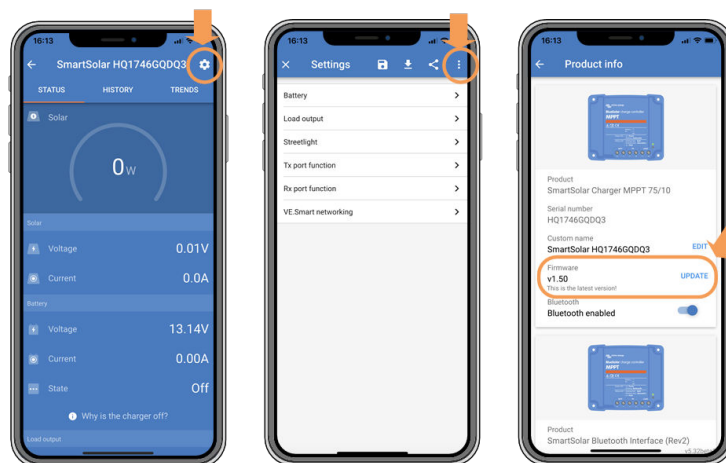 16:13
SmartSolar HQ1746GQDQ3
STATUS HISTORY TRENDS
Solar
0W
Solar
Voltage 0.01V
Current 0.0A
Battery
Voltage 13.14V
Current 0.00A
State Off
Why is the charger off?
Load output
16:13
Settings
Battery
Load output
Streetlight
Tx port function
Rx port function
VE.Smart networking
16:13
Product info
MPPT
Product
SmartSolar Charger MPPT 75/10
Serial number
HQ1746GQDQ3
Custom name
SmartSolar HQ1746GQDQ3 EDIT
Firmware
v1.50 UPDATE
This is the latest version!
Bluetooth
Bluetooth enabled
MPPT
Product
SmartSolar Bluetooth Interface (Rev2)